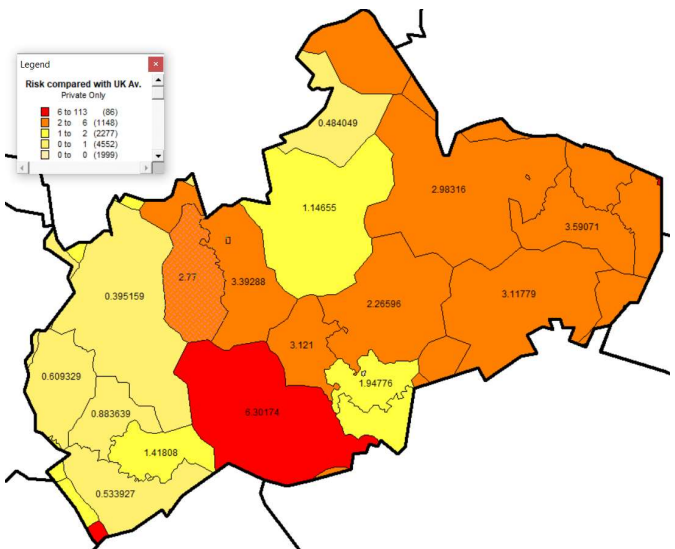 Legend
Risk compared with UK Av.
Private Only
6 to 113 (86)
2 to 6 (1148)
1 to 2 (2277)
0 to 1 (4552)
0 to 0 (1999)
0.484049
1.14655
2.98316
3.59071
2.77
3.39288
0.395159
2.26596
3.11779
3.121
0.609329
1.94776
0.883639
6.30174
1.41808
0.533927